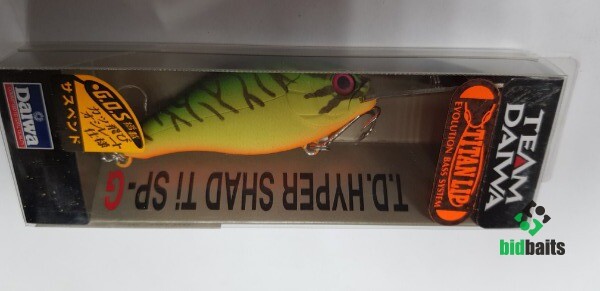 DAIWA
サスペンド
TITAN LIP
EVOLUTION BASS SYSTEM
TEAM
DAIWA
T.D.HYPER SHAD Ti SP-G
bidbaits